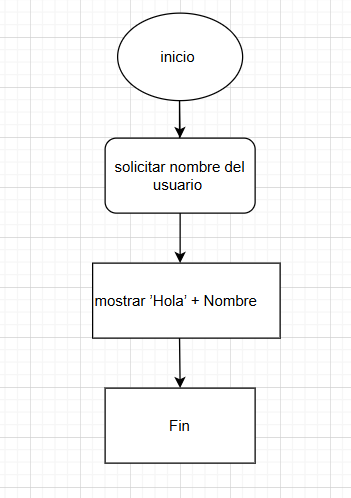 inicio
solicitar nombre del
usuario
mostrar ’Hola’ + Nombre
Fin